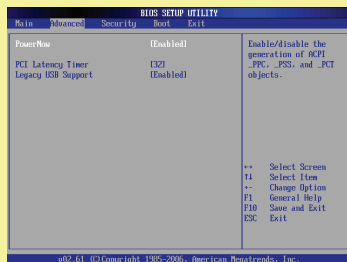 BIOS SETUP UTILITY
Main Advanced Security Boot Exit
PowerNow [Enabled]
PCI Latency Timer [32]
Legacy USB Support [Enabled]
Enable/disable the
generation of ACPI
_PPC, _PSS, and _PCT
objects.
↔ Select Screen
↑↓ Select Item
+- Change Option
F1 General Help
F10 Save and Exit
ESC Exit
v02.61 (C)Copyright 1985-2006, American Megatrends, Inc.